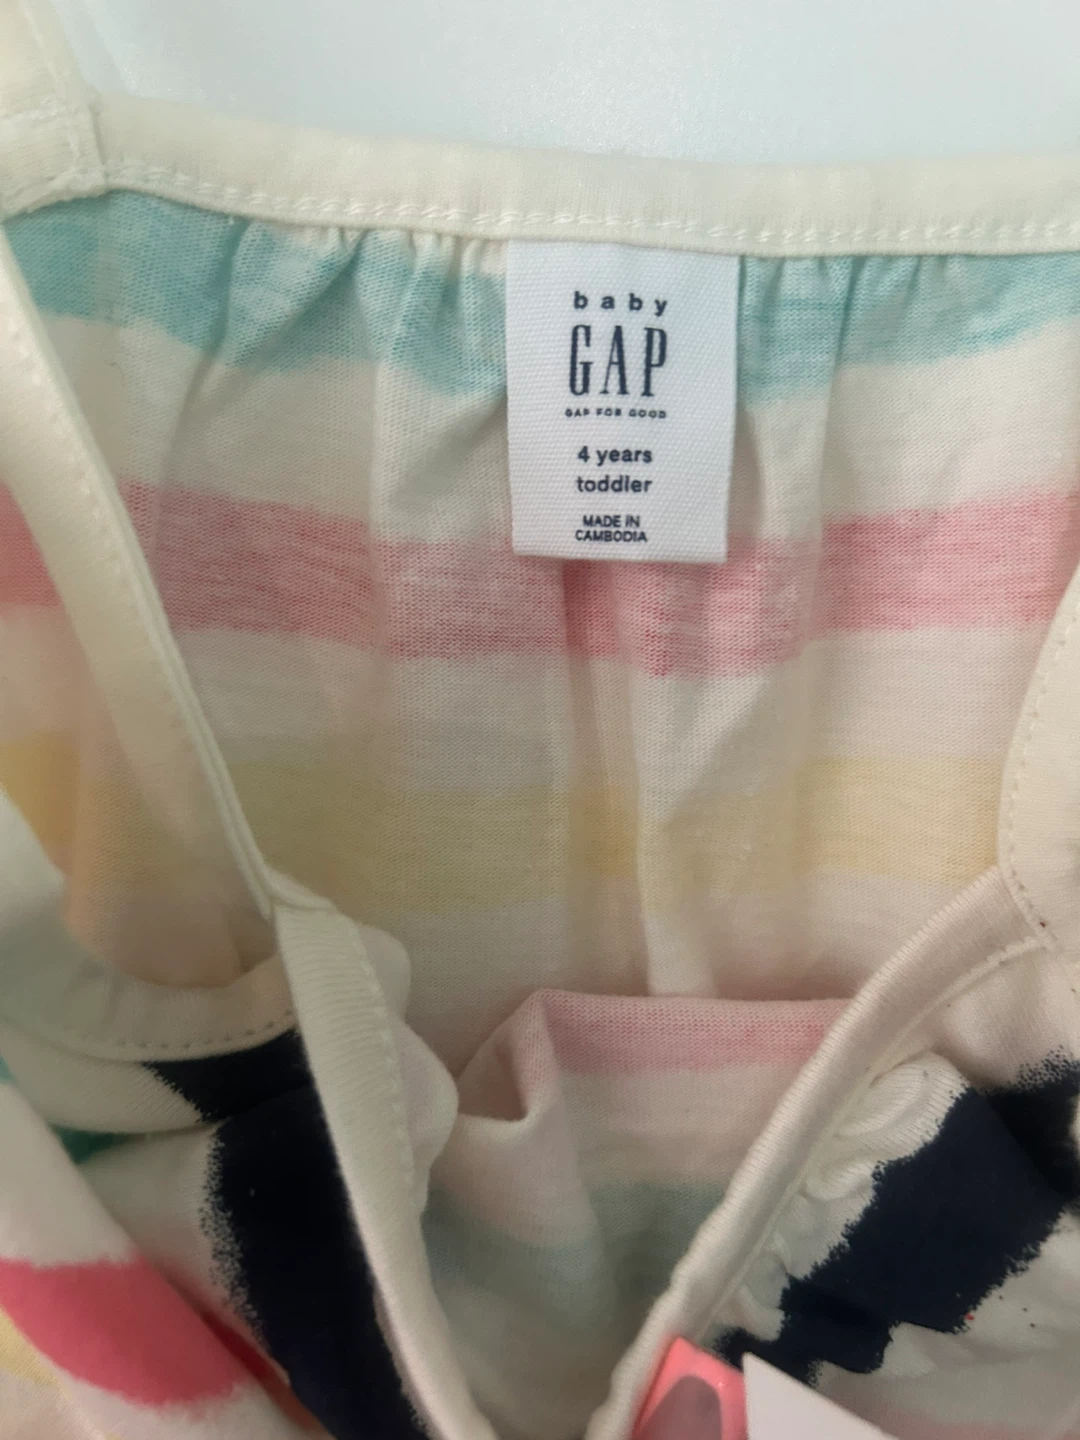 baby
GAP
GAP FOR GOOD
4 years
toddler
MADE IN
CAMBODIA